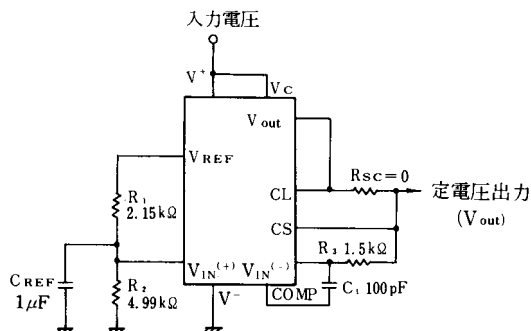 入力電圧
V⁺
Vc
Vout
VREF
Rsc=0
CL
定電圧出力
(Vout)
R₁
2.15kΩ
CS
R₃ 1.5kΩ
VIN(+)
VIN(-)
CREF
1μF
R₂
4.99kΩ
V⁻
COMP
C₁ 100pF